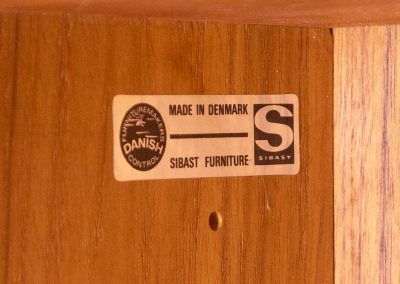 FURNITUREMAKERS
DANISH
CONTROL
MADE IN DENMARK
SIBAST FURNITURE
S
SIBAST